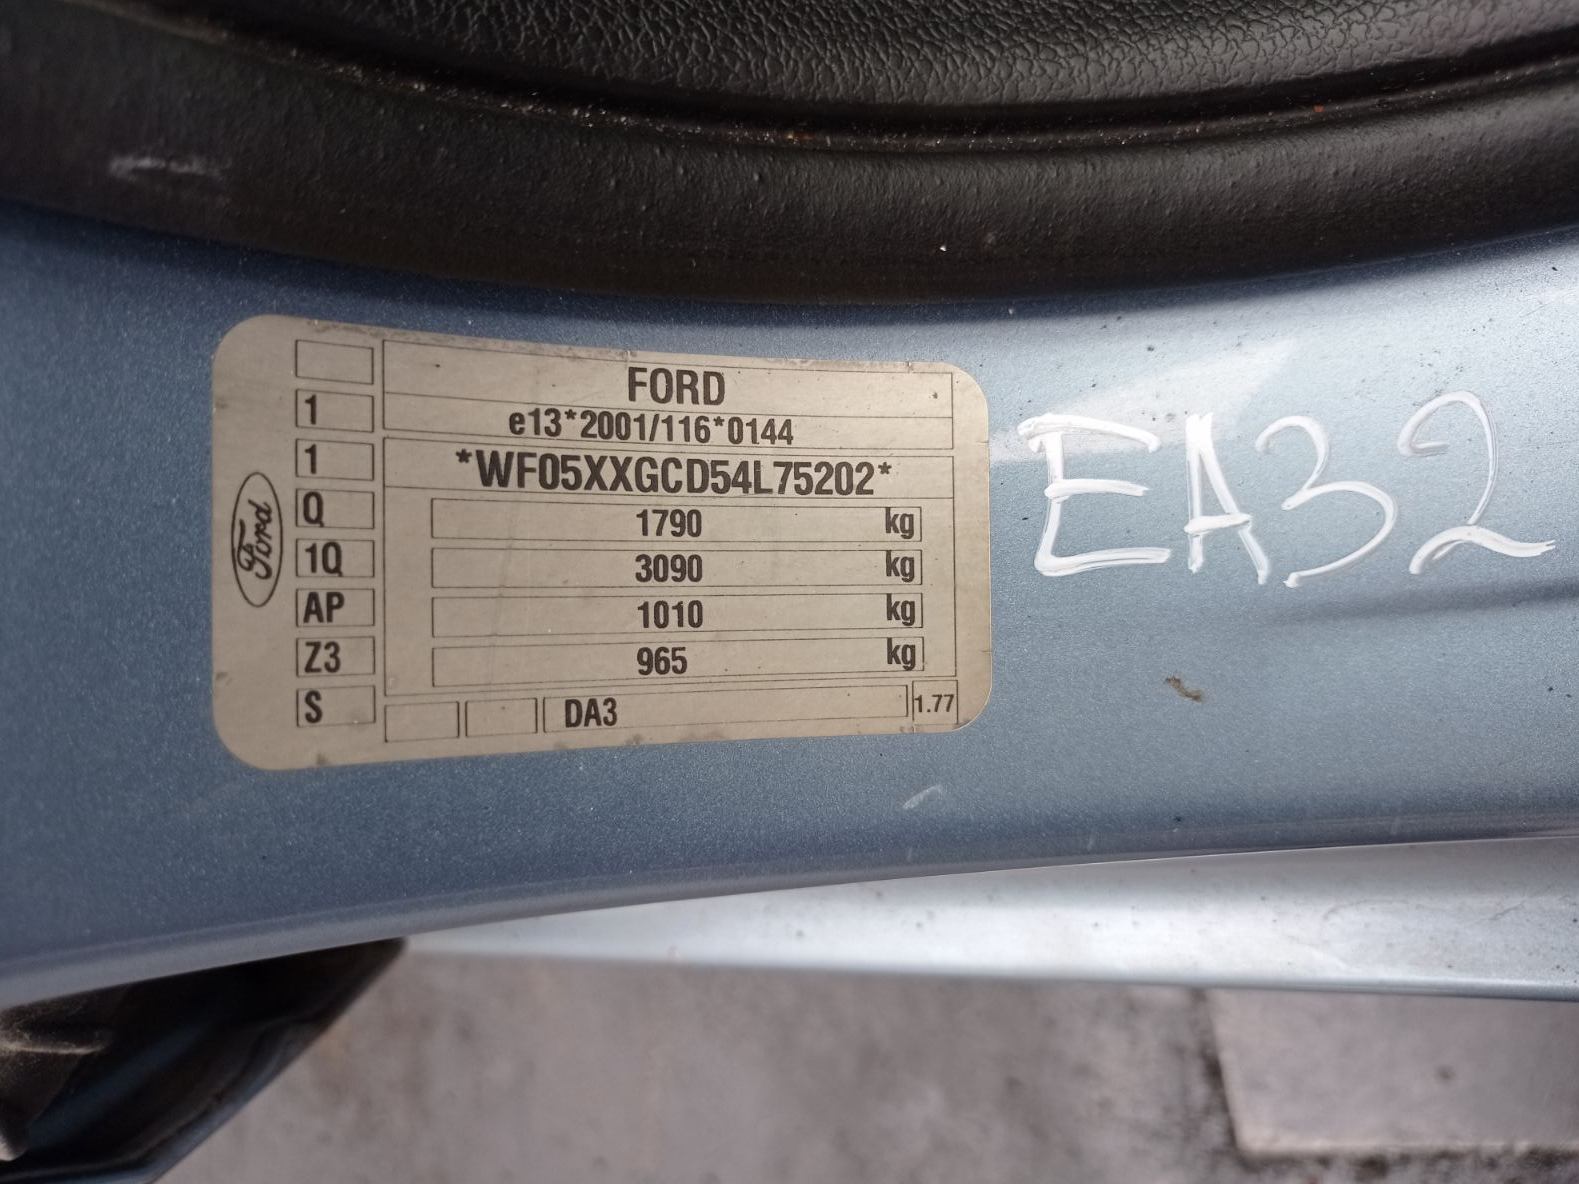 Ford
FORD
1 e13*2001/116*0144
1 *WF05XXGCD54L75202*
Q 1790 kg
1Q 3090 kg
AP 1010 kg
Z3 965 kg
S DA3 1.77
EA32